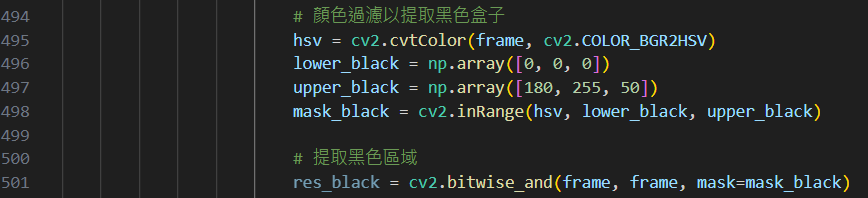 494 # 顏色過濾以提取黑色盒子
495 hsv = cv2.cvtColor(frame, cv2.COLOR_BGR2HSV)
496 lower_black = np.array([0, 0, 0])
497 upper_black = np.array([180, 255, 50])
498 mask_black = cv2.inRange(hsv, lower_black, upper_black)
499
500 # 提取黑色區域
501 res_black = cv2.bitwise_and(frame, frame, mask=mask_black)